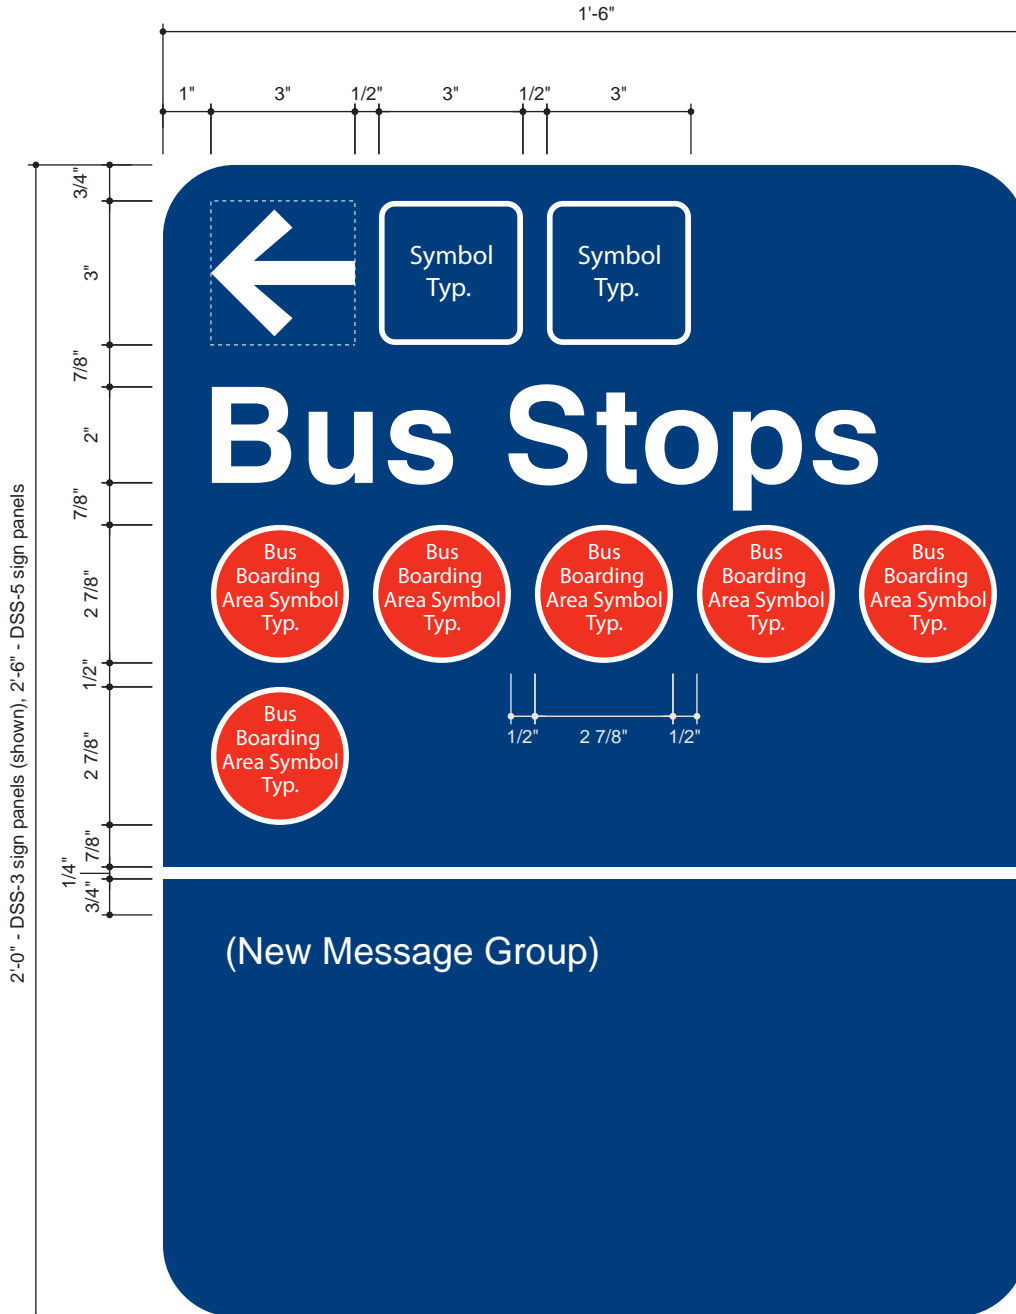 1'-6"
1" 3" 1/2" 3" 1/2" 3"
3/4"
3"
7/8"
2"
7/8"
2 7/8"
1/2"
2 7/8"
7/8"
1/4"
3/4"
2'-0" - DSS-3 sign panels (shown), 2'-6" - DSS-5 sign panels
Symbol
Typ.
Symbol
Typ.
Bus Stops
Bus
Boarding
Area Symbol
Typ.
Bus
Boarding
Area Symbol
Typ.
Bus
Boarding
Area Symbol
Typ.
Bus
Boarding
Area Symbol
Typ.
Bus
Boarding
Area Symbol
Typ.
Bus
Boarding
Area Symbol
Typ.
1/2" 2 7/8" 1/2"
(New Message Group)